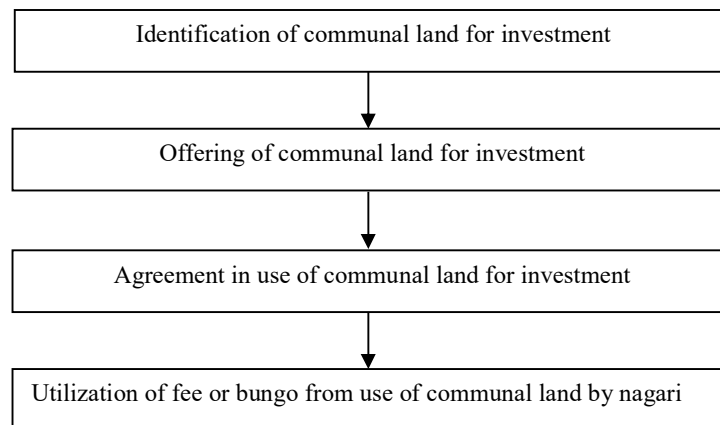 Identification of communal land for investment
Offering of communal land for investment
Agreement in use of communal land for investment
Utilization of fee or bungo from use of communal land by nagari